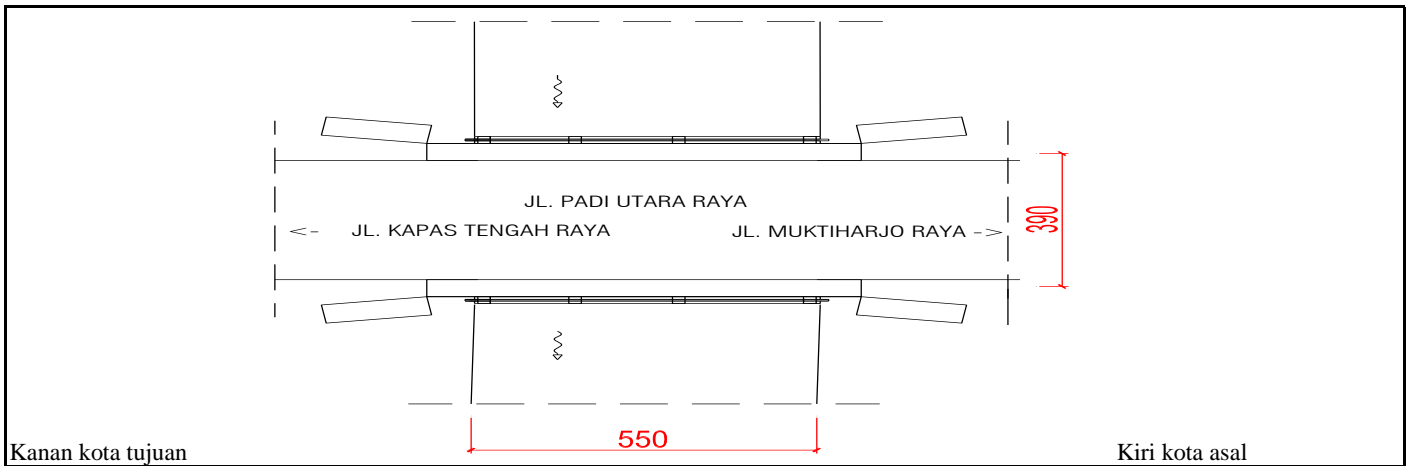 JL. PADI UTARA RAYA
<- JL. KAPAS TENGAH RAYA
JL. MUKTIHARJO RAYA ->
390
550
Kanan kota tujuan
Kiri kota asal